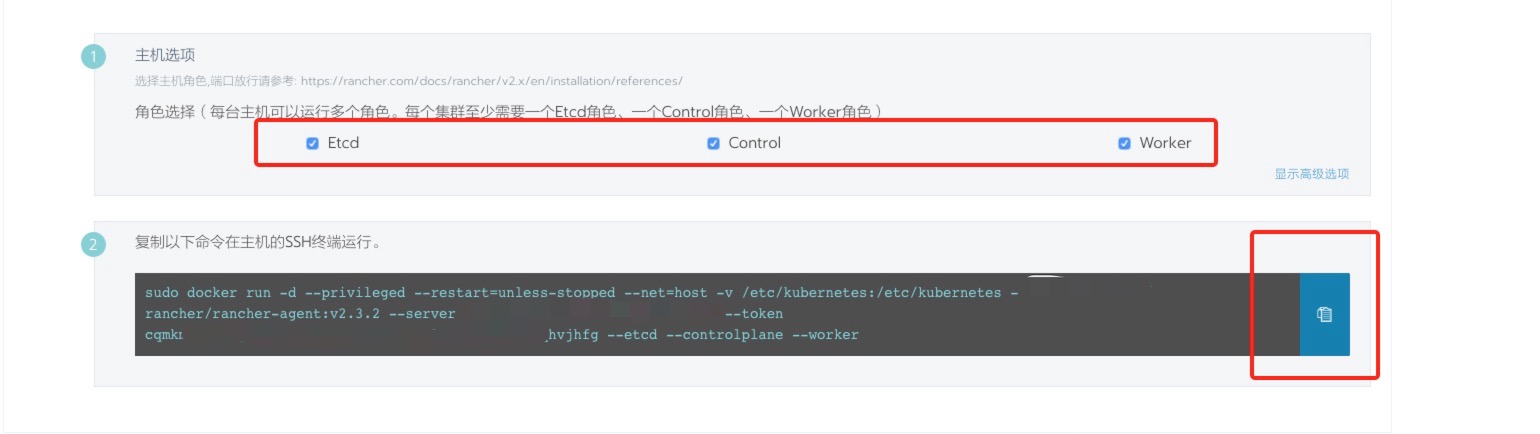 1
主机选项
选择主机角色,端口放行请参考: https://rancher.com/docs/rancher/v2.x/en/installation/references/
角色选择（每台主机可以运行多个角色。每个集群至少需要一个Etcd角色、一个Control角色、一个Worker角色）
Etcd Control Worker
显示高级选项
2
复制以下命令在主机的SSH终端运行。
sudo docker run -d --privileged --restart=unless-stopped --net=host -v /etc/kubernetes:/etc/kubernetes -
rancher/rancher-agent:v2.3.2 --server --token
hvjhfg --etcd --controlplane --worker